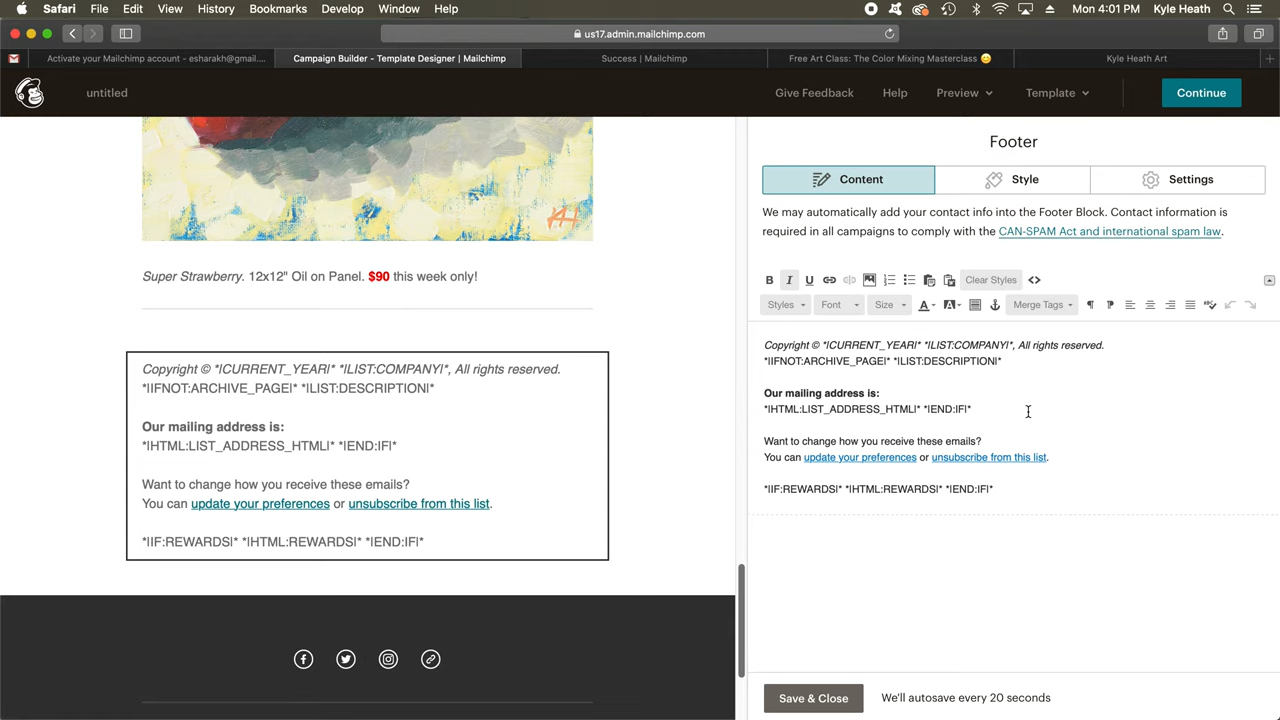 Safari File Edit View History Bookmarks Develop Window Help Mon 4:01 PM Kyle Heath
us17.admin.mailchimp.com
Activate your Mailchimp account - esharakh@gmail.... Campaign Builder - Template Designer | Mailchimp Success | Mailchimp Free Art Class: The Color Mixing Masterclass 😊 Kyle Heath Art
untitled Give Feedback Help Preview Template Continue
Footer
Content Style Settings
We may automatically add your contact info into the Footer Block. Contact information is
required in all campaigns to comply with the CAN-SPAM Act and international spam law.
B I U Clear Styles
Styles Font Size A A Merge Tags
Copyright © *|CURRENT_YEAR|* *|LIST:COMPANY|*, All rights reserved.
*|IFNOT:ARCHIVE_PAGE|* *|LIST:DESCRIPTION|*
Our mailing address is:
*|HTML:LIST_ADDRESS_HTML|* *|END:IF|*
Want to change how you receive these emails?
You can update your preferences or unsubscribe from this list.
*|IF:REWARDS|* *|HTML:REWARDS|* *|END:IF|*
Save & Close We'll autosave every 20 seconds
AH
Super Strawberry. 12x12" Oil on Panel. $90 this week only!
Copyright © *|CURRENT_YEAR|* *|LIST:COMPANY|*, All rights reserved.
*|IFNOT:ARCHIVE_PAGE|* *|LIST:DESCRIPTION|*
Our mailing address is:
*|HTML:LIST_ADDRESS_HTML|* *|END:IF|*
Want to change how you receive these emails?
You can update your preferences or unsubscribe from this list.
*|IF:REWARDS|* *|HTML:REWARDS|* *|END:IF|*